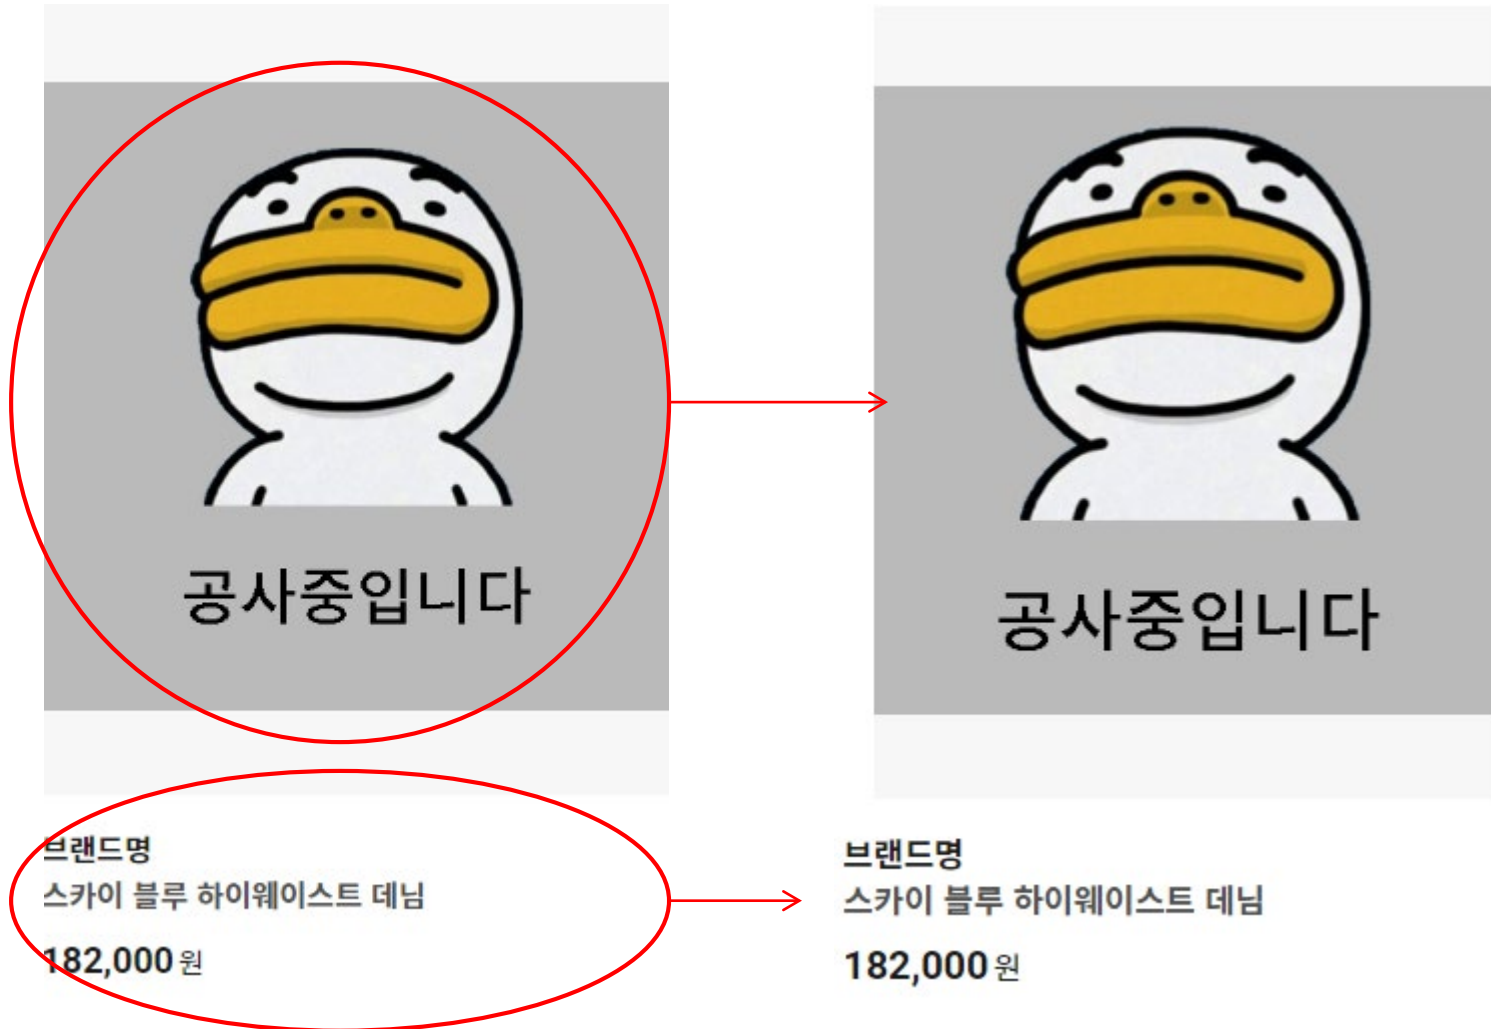 공사중입니다
브랜드명
스카이 블루 하이웨이스트 데님
182,000원
공사중입니다
브랜드명
스카이 블루 하이웨이스트 데님
182,000원